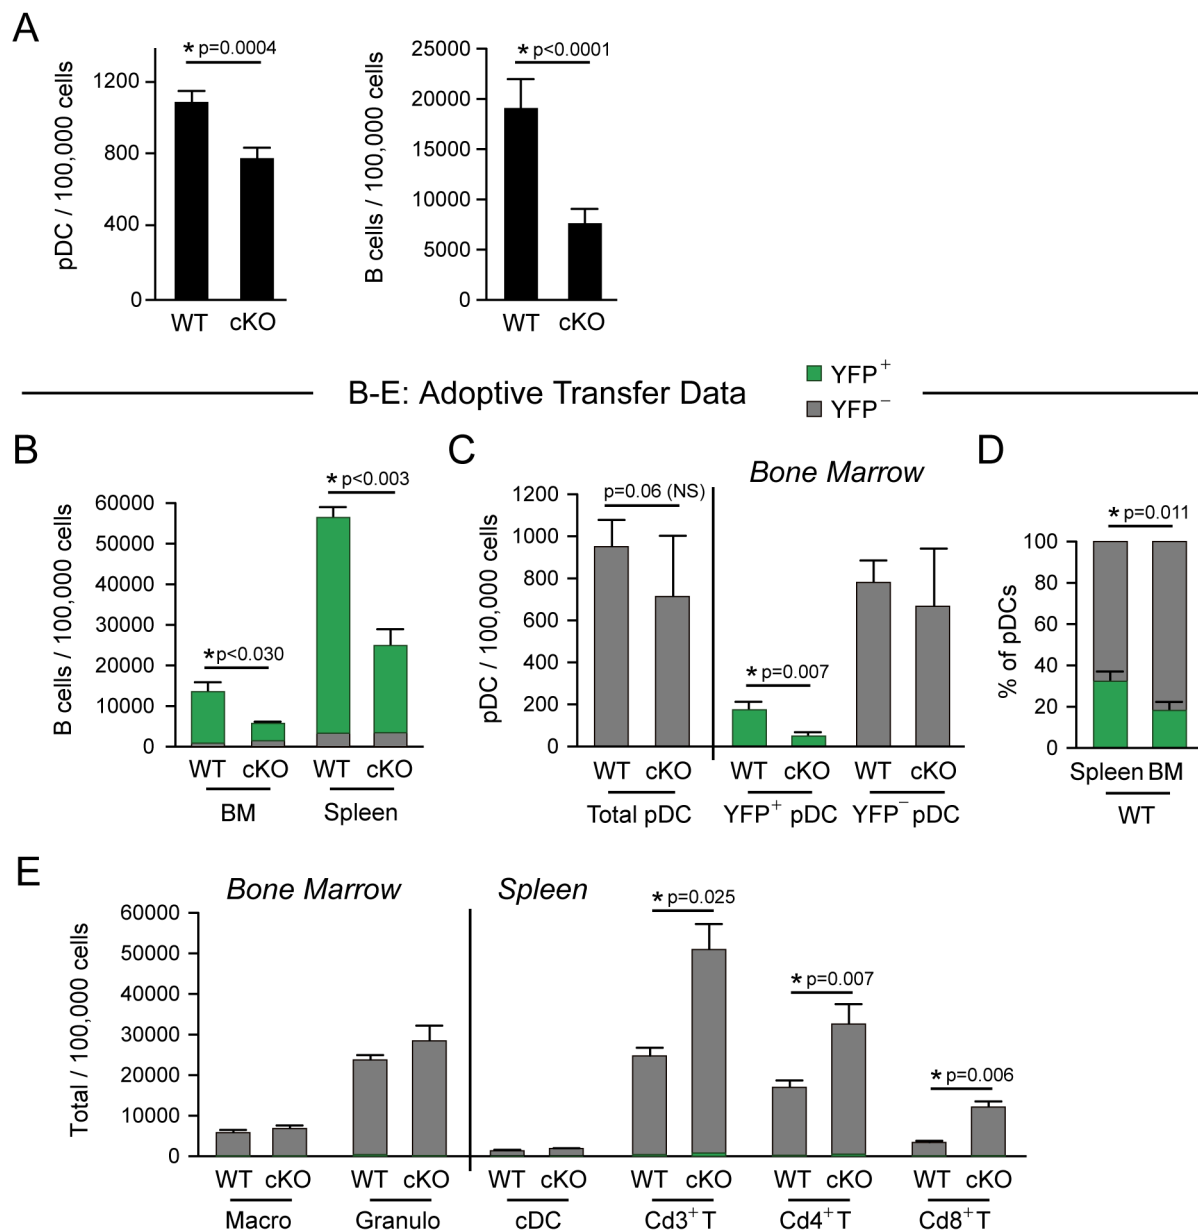 A
* p=0.0004
pDC / 100,000 cells
1200
800
400
0
WT cKO
* p<0.0001
B cells / 100,000 cells
25000
20000
15000
10000
5000
0
WT cKO
B-E: Adoptive Transfer Data
YFP+
YFP−
B
* p<0.003
* p<0.030
B cells / 100,000 cells
60000
50000
40000
30000
20000
10000
0
WT cKO WT cKO
BM Spleen
C
Bone Marrow
p=0.06 (NS)
* p=0.007
pDC / 100,000 cells
1200
1000
800
600
400
200
0
WT cKO WT cKO WT cKO
Total pDC YFP+ pDC YFP− pDC
D
* p=0.011
% of pDCs
100
80
60
40
20
0
Spleen BM
WT
E
Bone Marrow Spleen
* p=0.025
* p=0.007
* p=0.006
Total / 100,000 cells
60000
50000
40000
30000
20000
10000
0
WT cKO WT cKO WT cKO WT cKO WT cKO WT cKO
Macro Granulo cDC Cd3+T Cd4+T Cd8+T